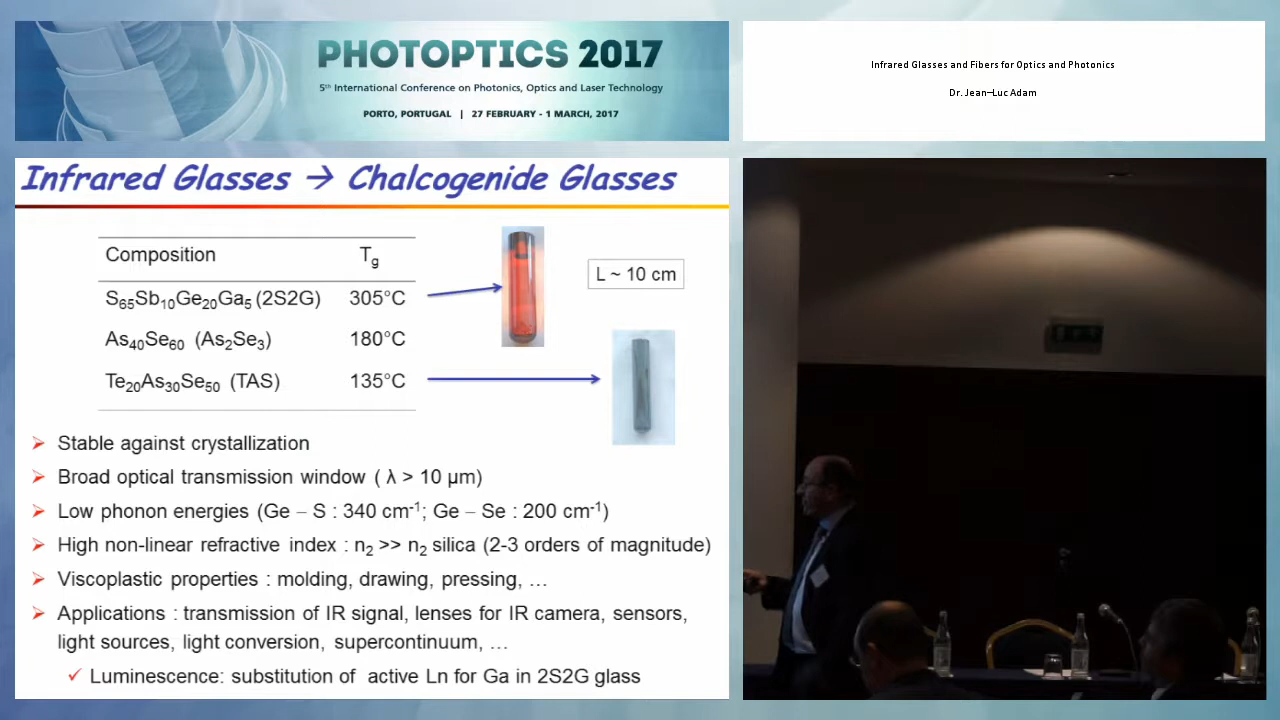 PHOTOPTICS 2017
5th International Conference on Photonics, Optics and Laser Technology
PORTO, PORTUGAL | 27 FEBRUARY - 1 MARCH, 2017
Infrared Glasses and Fibers for Optics and Photonics
Dr. Jean-Luc Adam
Infrared Glasses → Chalcogenide Glasses
Composition Tg
S65Sb10Ge20Ga5 (2S2G) 305°C
As40Se60 (As2Se3) 180°C
Te20As30Se50 (TAS) 135°C
L ~ 10 cm
➢ Stable against crystallization
➢ Broad optical transmission window ( λ > 10 µm)
➢ Low phonon energies (Ge – S : 340 cm-1; Ge – Se : 200 cm-1)
➢ High non-linear refractive index : n2 >> n2 silica (2-3 orders of magnitude)
➢ Viscoplastic properties : molding, drawing, pressing, …
➢ Applications : transmission of IR signal, lenses for IR camera, sensors,
light sources, light conversion, supercontinuum, …
✓ Luminescence: substitution of active Ln for Ga in 2S2G glass